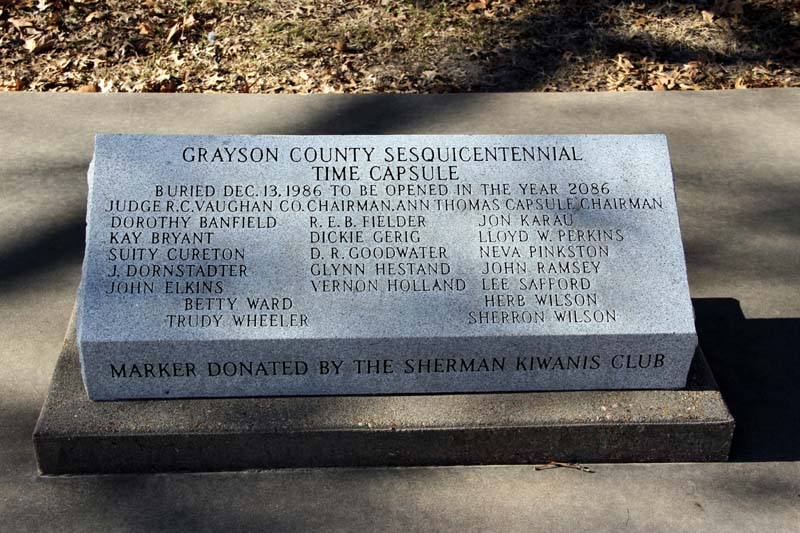 GRAYSON COUNTY SESQUICENTENNIAL
TIME CAPSULE
BURIED DEC. 13, 1986 TO BE OPENED IN THE YEAR 2086
JUDGE R.C. VAUGHAN CO. CHAIRMAN, ANN THOMAS CAPSULE CHAIRMAN
DOROTHY BANFIELD R. E. B. FIELDER JON KARAU
KAY BRYANT DICKIE GERIG LLOYD W. PERKINS
SUITY CURETON D. R. GOODWATER NEVA PINKSTON
J. DORNSTADTER GLYNN HESTAND JOHN RAMSEY
JOHN ELKINS VERNON HOLLAND LEE SAFFORD
BETTY WARD HERB WILSON
TRUDY WHEELER SHERRON WILSON
MARKER DONATED BY THE SHERMAN KIWANIS CLUB